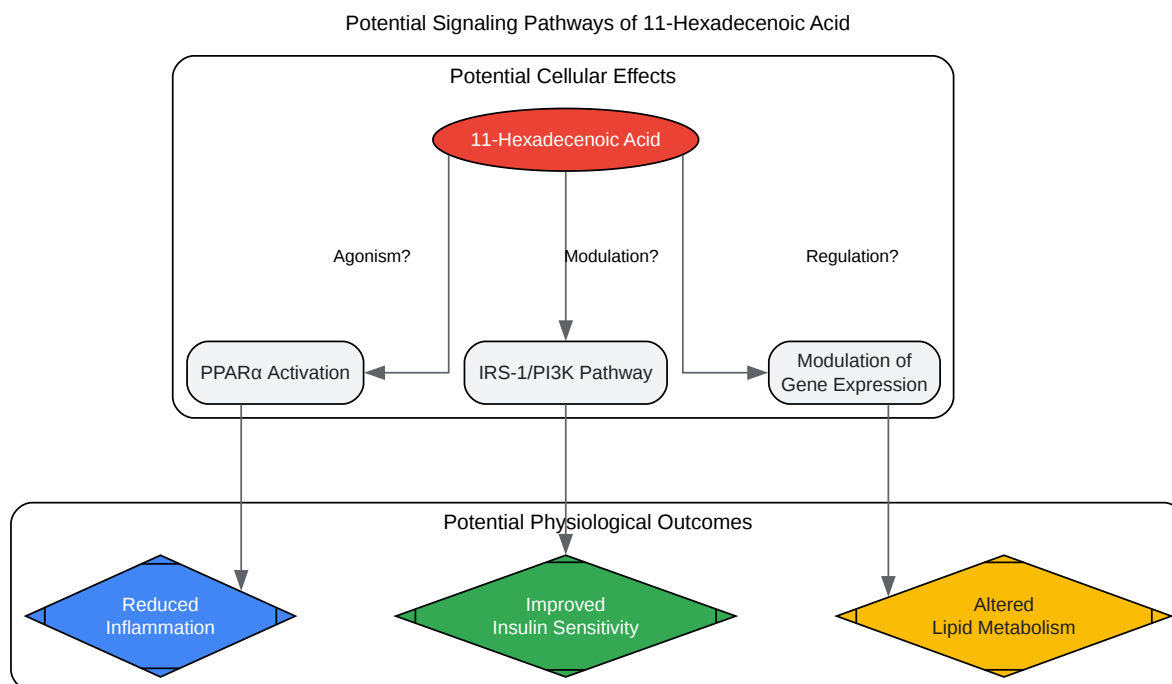 Potential Signaling Pathways of 11-Hexadecenoic Acid
Potential Cellular Effects
11-Hexadecenoic Acid
Agonism?
Modulation?
Regulation?
PPARα Activation
IRS-1/PI3K Pathway
Modulation of
Gene Expression
Potential Physiological Outcomes
Reduced
Inflammation
Improved
Insulin Sensitivity
Altered
Lipid Metabolism